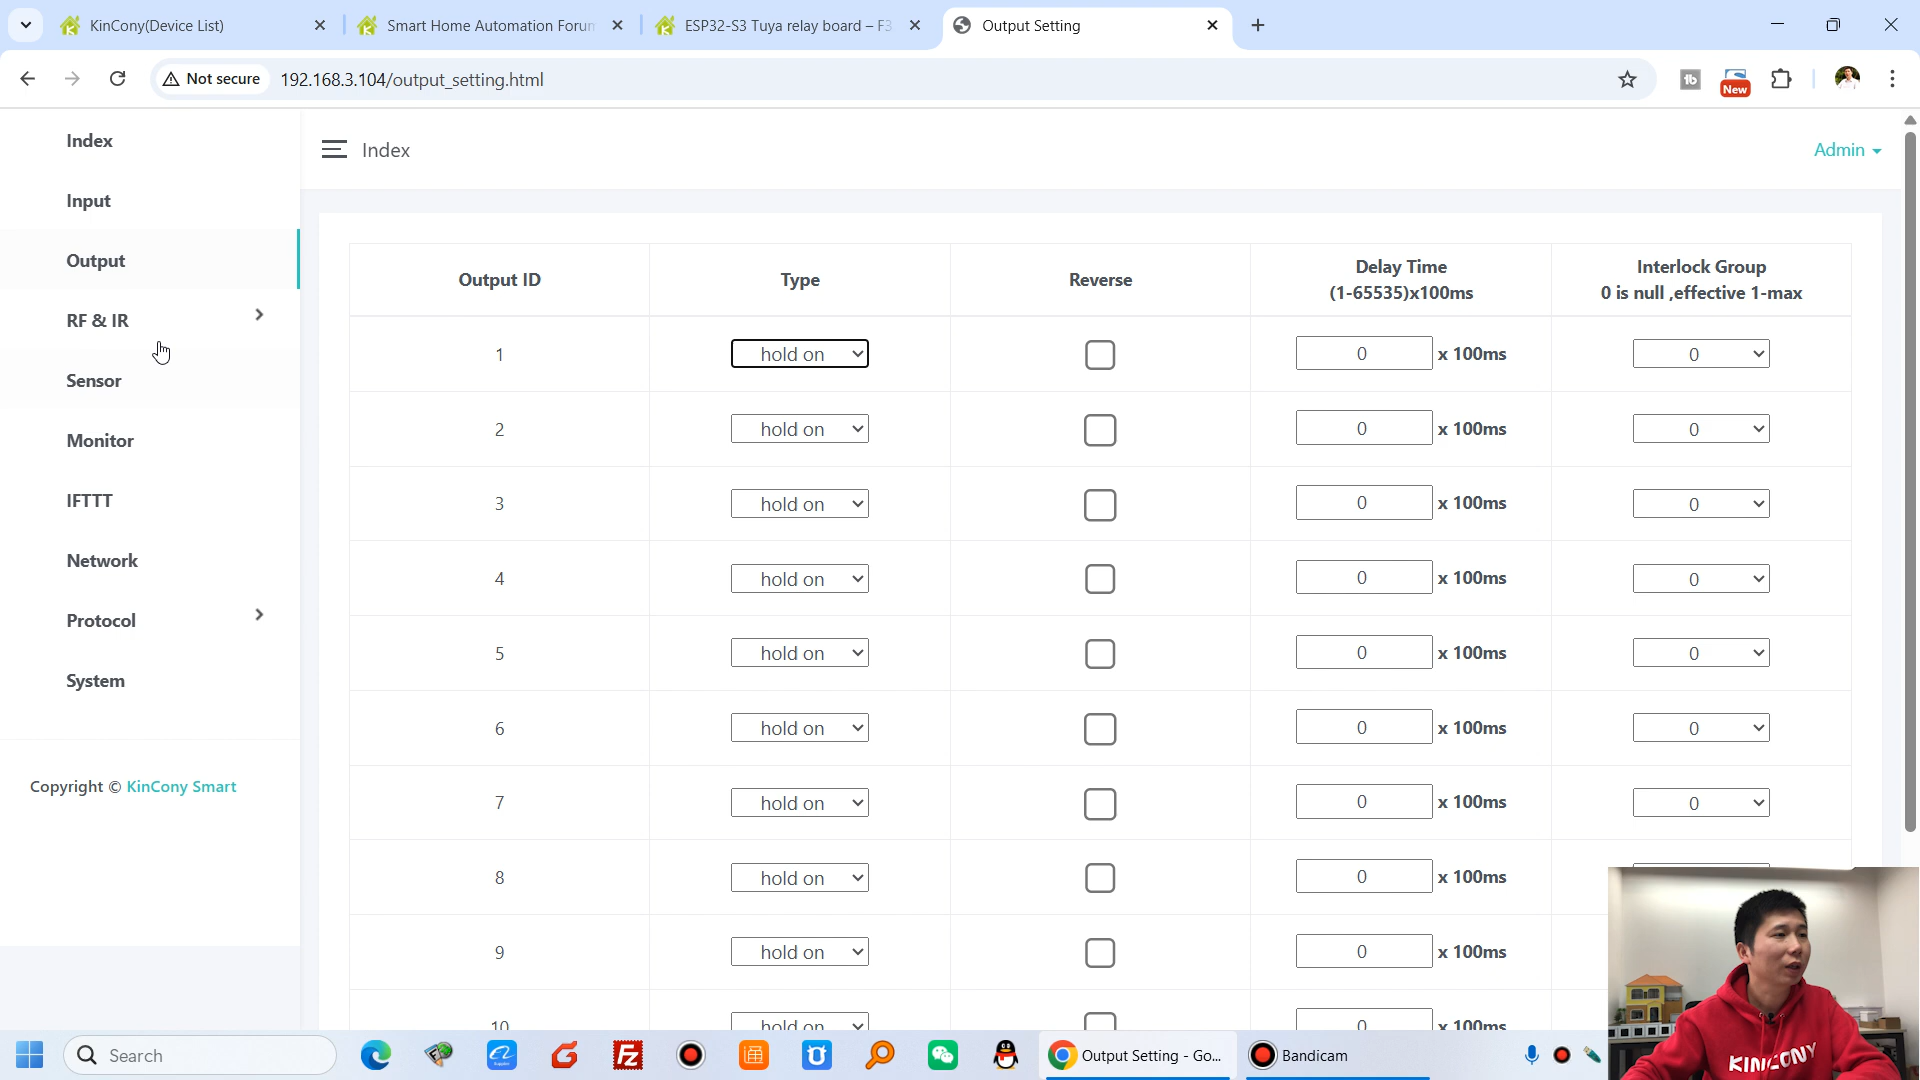 KinCony(Device List)
Smart Home Automation Forum
ESP32-S3 Tuya relay board – F3
Output Setting
Not secure
192.168.3.104/output_setting.html
New
Index
Input
Output
RF & IR
Sensor
Monitor
IFTTT
Network
Protocol
System
Copyright © KinCony Smart
Index
Admin
Output ID Type Reverse Delay Time (1-65535)x100ms Interlock Group 0 is null ,effective 1-max
1 hold on 0 x 100ms 0
2 hold on 0 x 100ms 0
3 hold on 0 x 100ms 0
4 hold on 0 x 100ms 0
5 hold on 0 x 100ms 0
6 hold on 0 x 100ms 0
7 hold on 0 x 100ms 0
8 hold on 0 x 100ms
9 hold on 0 x 100ms
10 hold on 0 x 100ms
KINCONY
Search
Output Setting - Go...
Bandicam